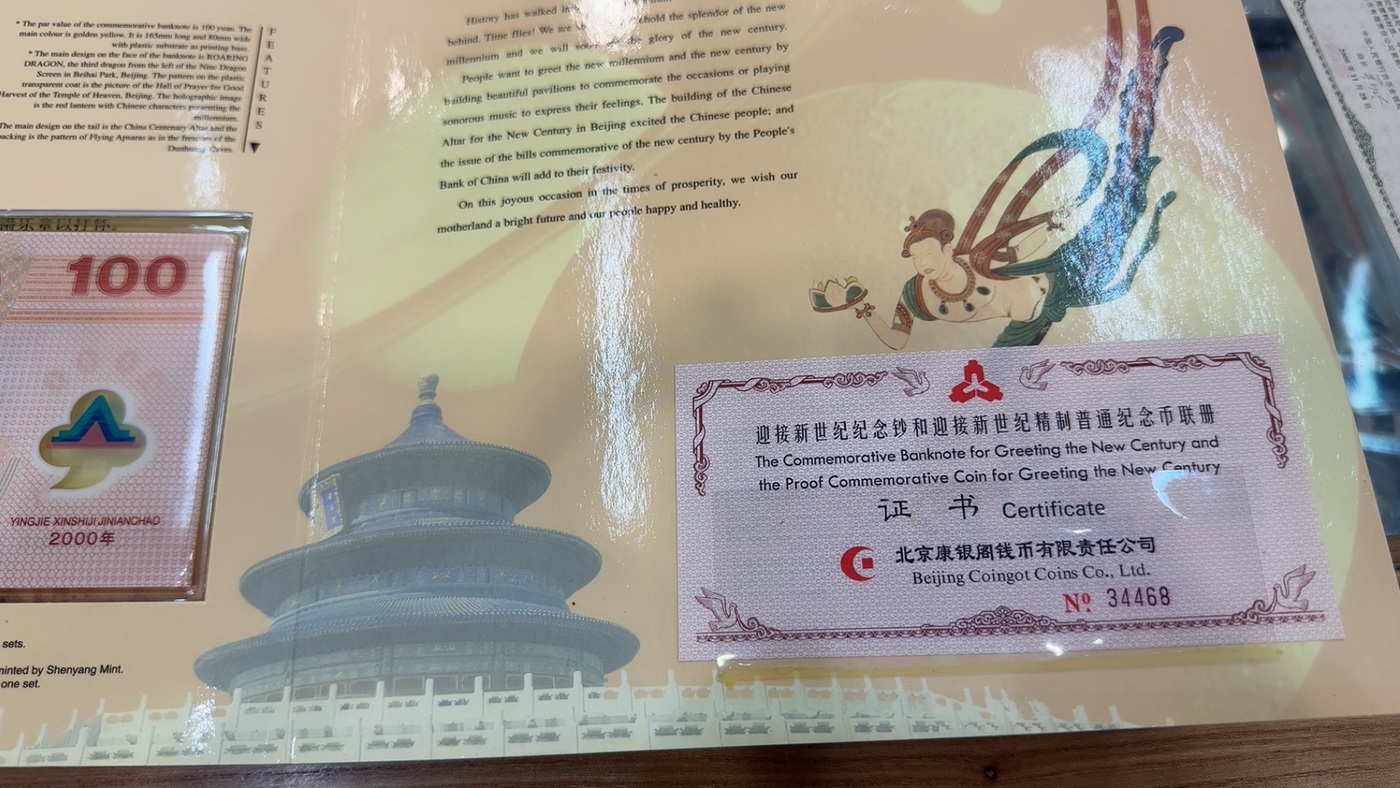 * The par value of the commemorative banknote is 100 yuan. The
main colour is golden yellow. It is 165mm long and 80mm wide
with plastic substrate as printing base.
* The main design on the face of the banknote is ROARING
DRAGON, the third dragon from the left of the Nine Dragon
Screen in Beihai Park, Beijing. The pattern on the plastic
transparent coat is the picture of the Hall of Prayer for Good
Harvest of the Temple of Heaven, Beijing. The holographic image
is the red lantern with Chinese characters presenting the
millennium.
The main design on the tail is the China Centenary Altar and the
backing is the pattern of Flying Apsaras as in the frescoes of the
Dunhuang Caves.
FEATURES
History has walked
hold the splendor of the new
behind. Time flies! We are
millennium and we will soon the glory of the new century.
People want to greet the new millennium and the new century by
building beautiful pavilions to commemorate the occasions or playing
sonorous music to express their feelings. The building of the Chinese
Altar for the New Century in Beijing excited the Chinese people; and
the issue of the bills commemorative of the new century by the People's
Bank of China will add to their festivity.
On this joyous occasion in the times of prosperity, we wish our
motherland a bright future and our people happy and healthy.
乐章以抒怀。
100
YINGJIE XINSHIJI JINIANCHAO
2000年
sets.
minted by Shenyang Mint.
one set.
迎接新世纪纪念钞和迎接新世纪精制普通纪念币联册
The Commemorative Banknote for Greeting the New Century and
the Proof Commemorative Coin for Greeting the New Century
证 书 Certificate
北京康银阁钱币有限责任公司
Beijing Coingot Coins Co., Ltd.
Nº 34468